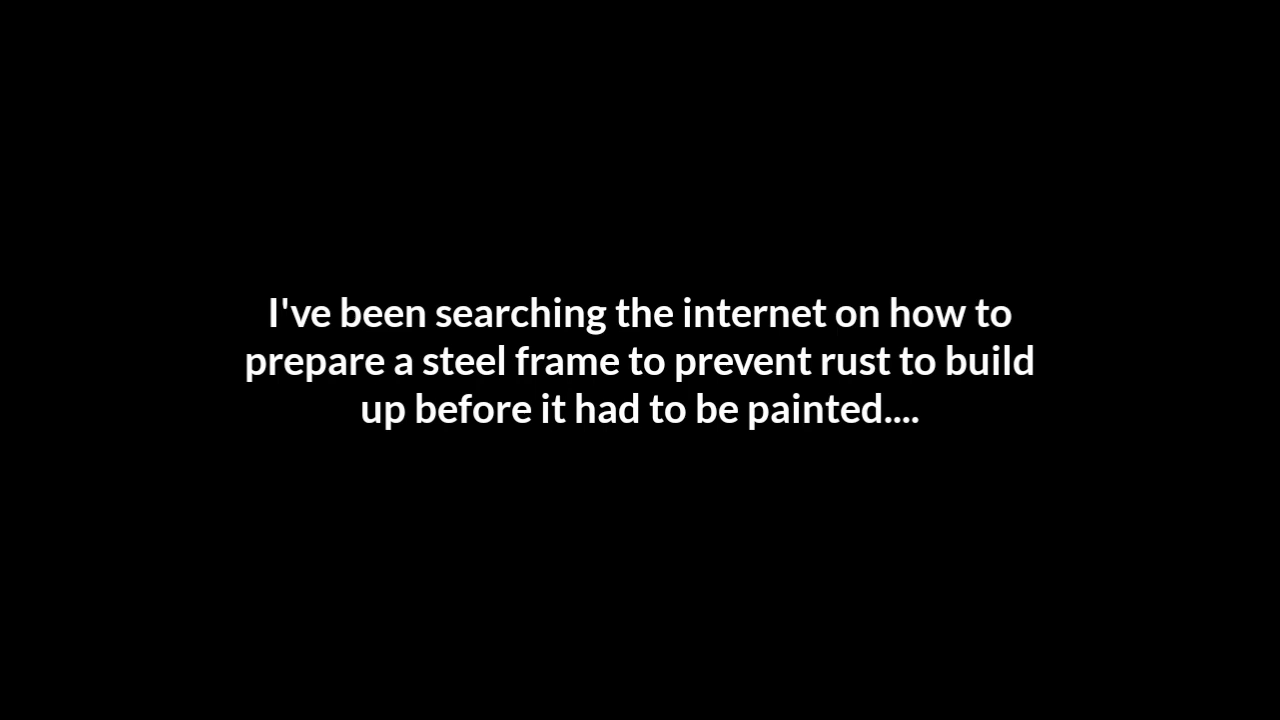 I've been searching the internet on how to
prepare a steel frame to prevent rust to build
up before it had to be painted....